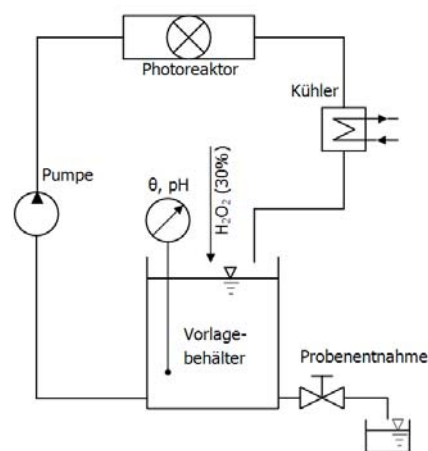 Photoreaktor
Kühler
Pumpe
θ, pH
H₂O₂ (30%)
Vorlage-
behälter
Probenentnahme